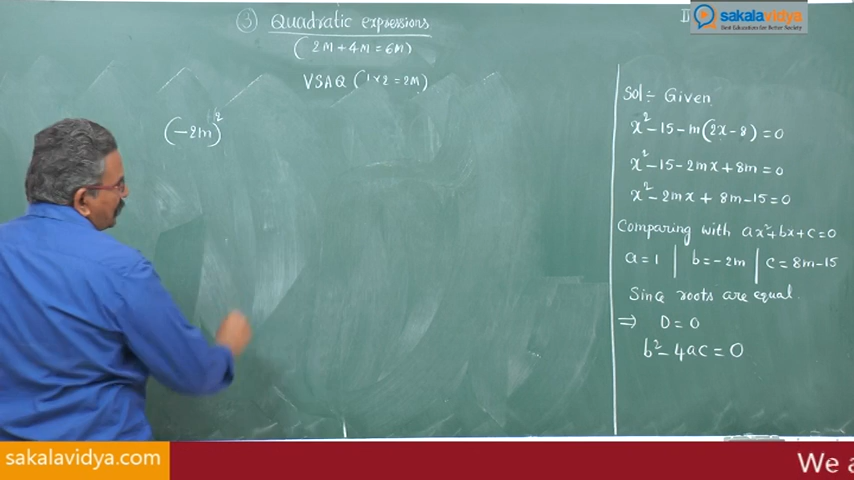 ③ Quadratic expressions
(2M + 4M = 6M)
VSAQ (1×2 = 2M)
(-2m)²
sakalavidya
Best Education for Better Society
Sol:- Given
x² - 15 - m(2x - 8) = 0
x² - 15 - 2mx + 8m = 0
x² - 2mx + 8m - 15 = 0
Comparing with ax²+bx+c=0
a = 1 | b = -2m | c = 8m-15
Since roots are equal.
⇒ D = 0
b² - 4ac = 0
sakalavidya.com
We a